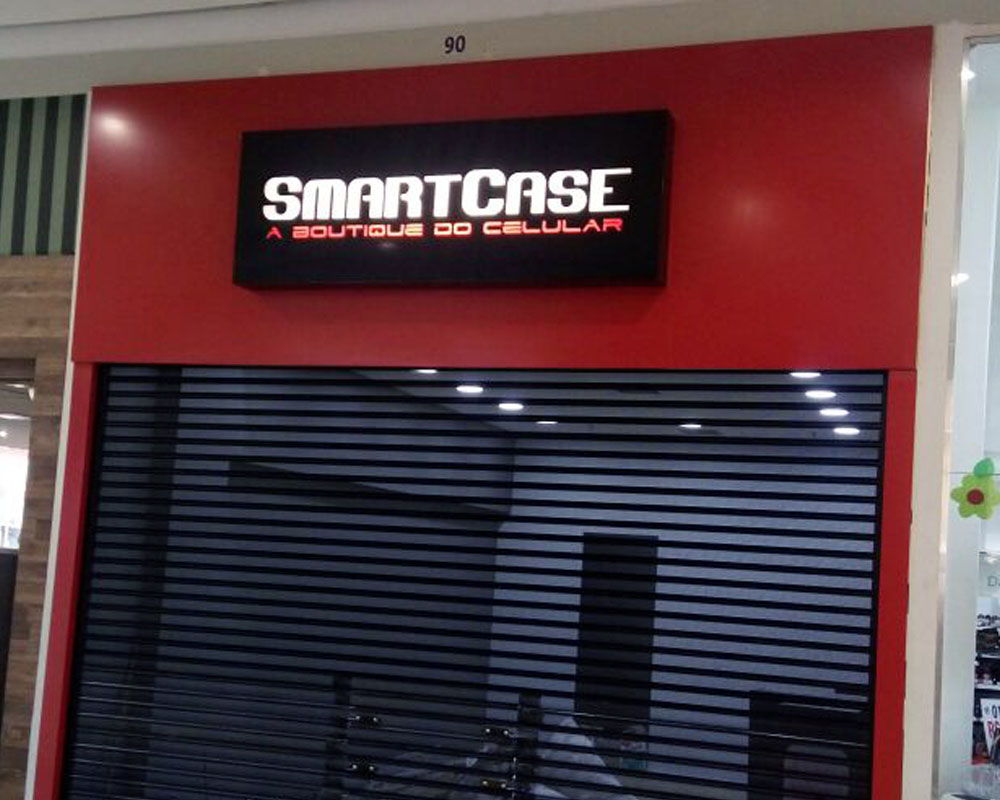 90
SMARTCASE
A BOUTIQUE DO CELULAR